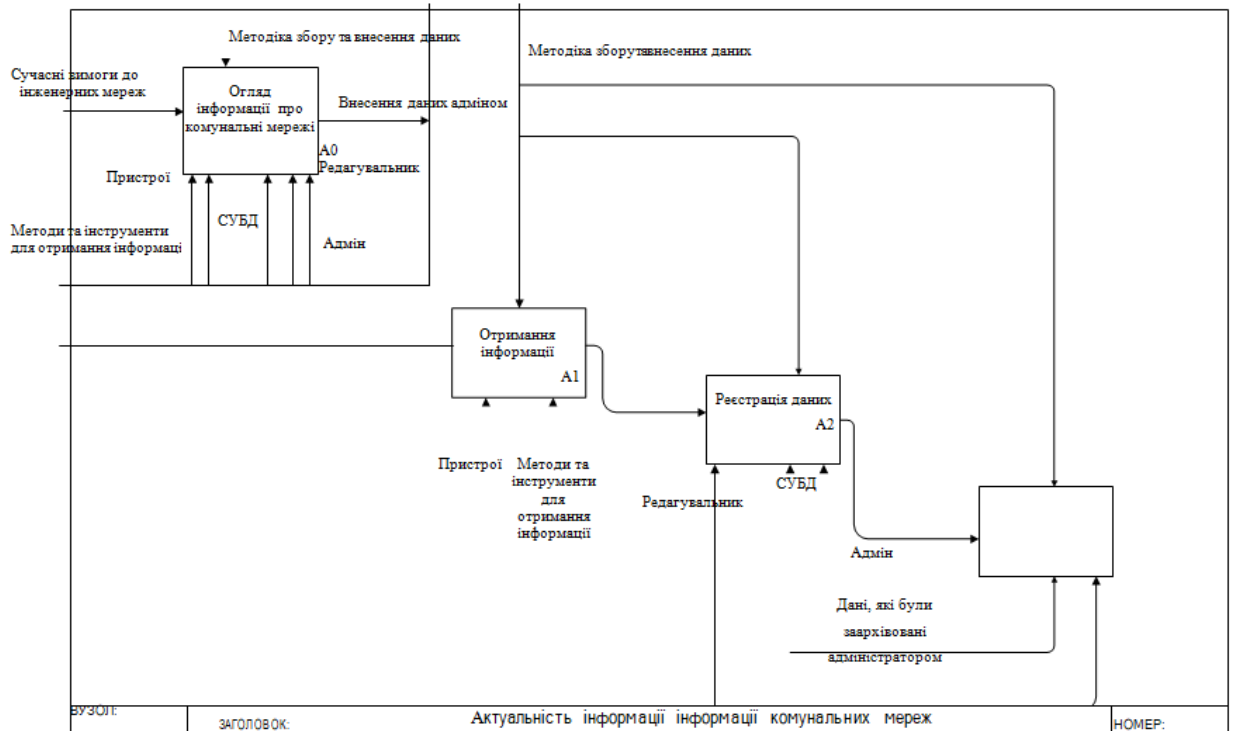 Методіка збору та внесення даних
Методіка зборутавнесення даних
Сучасні вимоги до
інженерних мереж
Огляд
інформації про
комунальні мережі
Внесення даних адміном
А0
Редагувальник
Пристрої
СУБД
Методи та інструменти
для отримання інформаці
Адмін
Отримання
інформації
А1
Реєстрація даних
А2
Пристрої
Методи та
інструменти
для
отримання
інформації
СУБД
Редагувальник
Адмін
Дані, які були
заархівовані
адміністратором
ВУЗОЛ:
ЗАГОЛОВОК:
Актуальність інформації інформації комунальних мереж
НОМЕР: